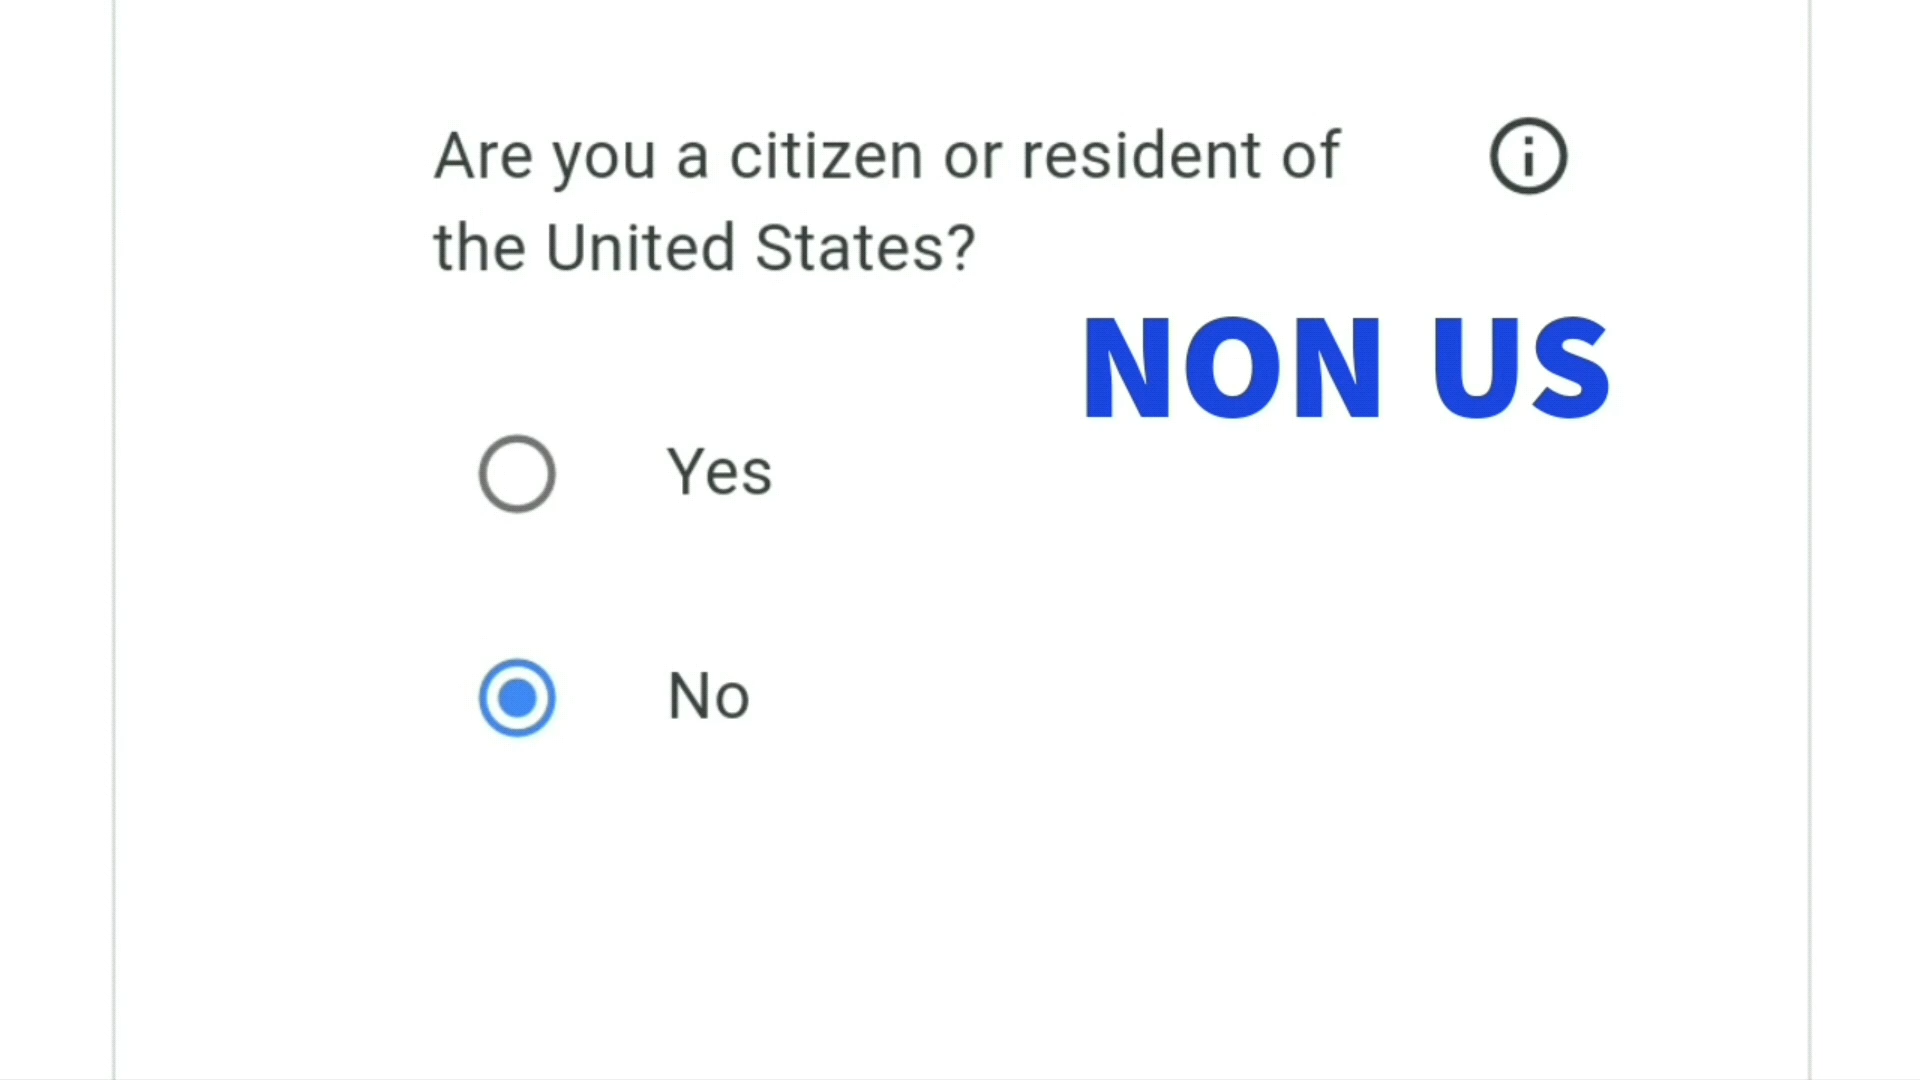 Are you a citizen or resident of
the United States?
NON US
Yes
No